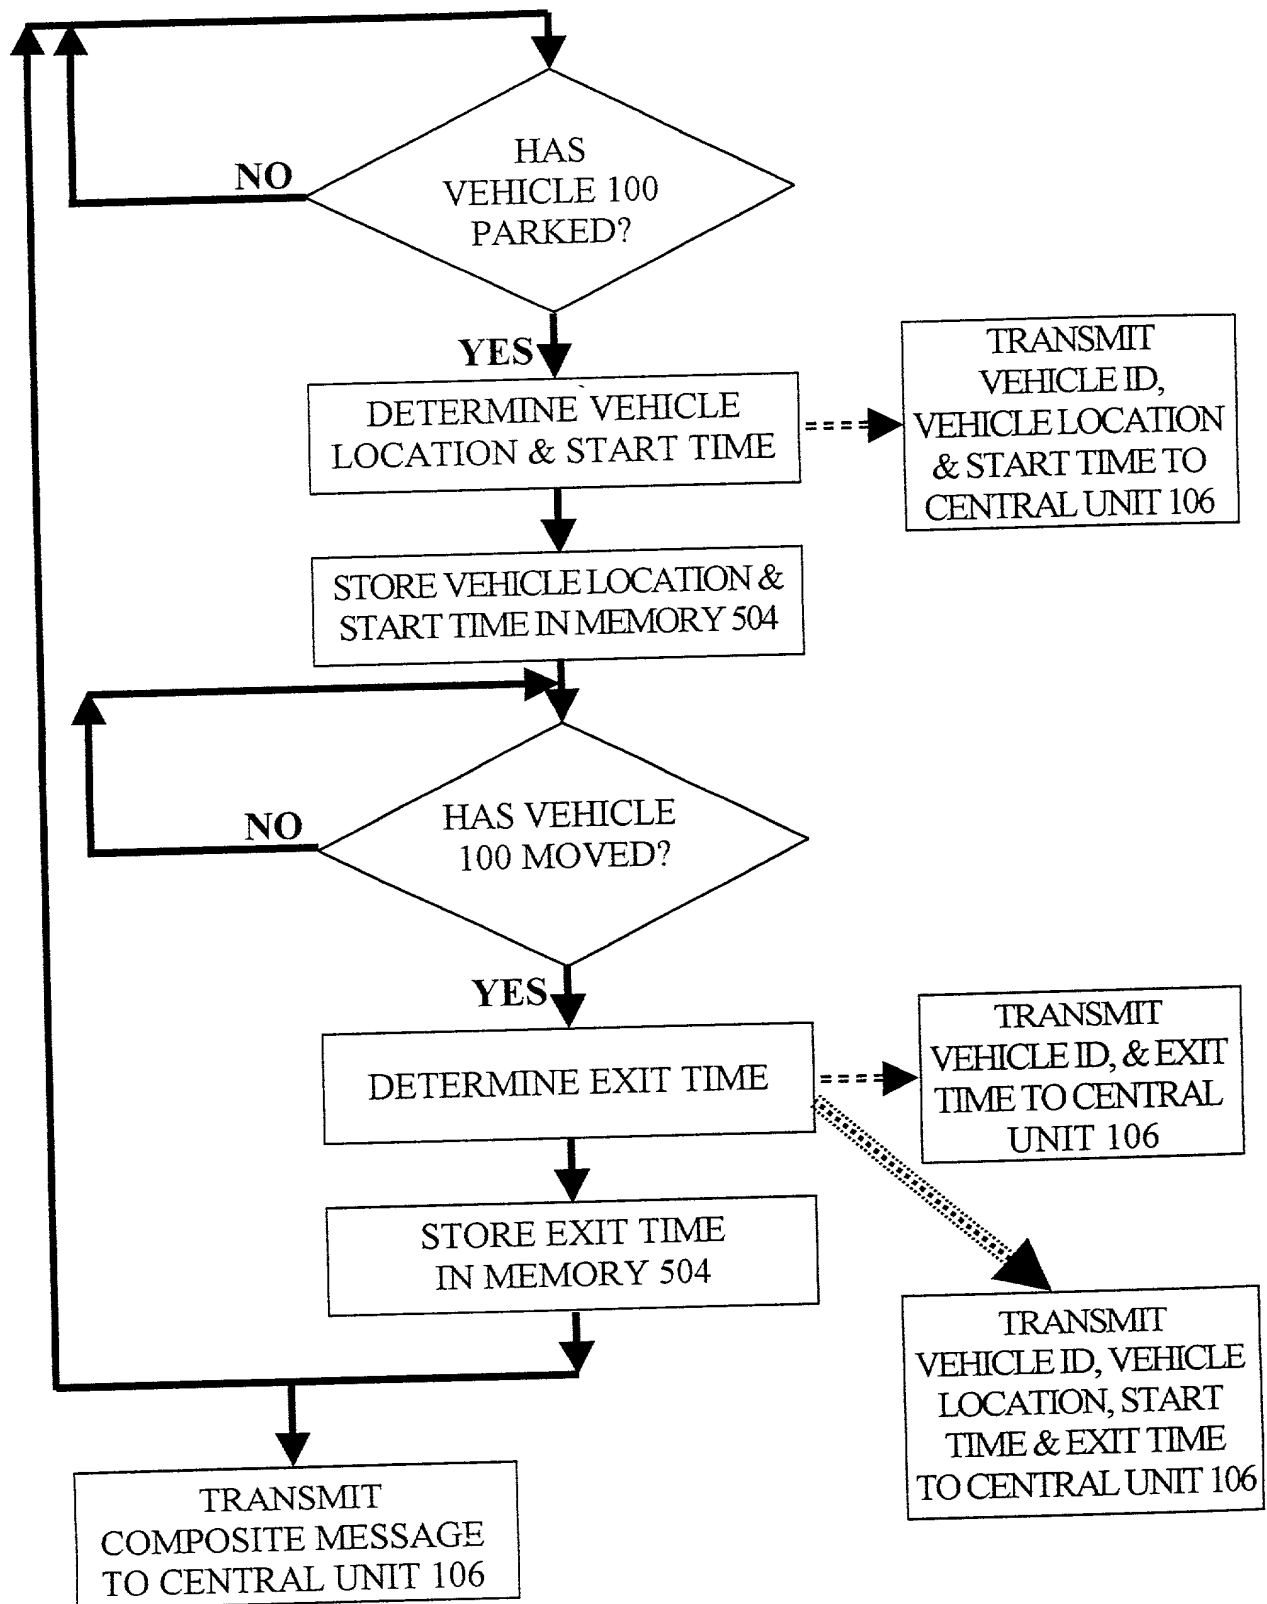 HAS
VEHICLE 100
PARKED?
NO
YES
DETERMINE VEHICLE
LOCATION & START TIME
TRANSMIT
VEHICLE ID,
VEHICLE LOCATION
& START TIME TO
CENTRAL UNIT 106
STORE VEHICLE LOCATION &
START TIME IN MEMORY 504
HAS VEHICLE
100 MOVED?
NO
YES
DETERMINE EXIT TIME
TRANSMIT
VEHICLE ID, & EXIT
TIME TO CENTRAL
UNIT 106
STORE EXIT TIME
IN MEMORY 504
TRANSMIT
VEHICLE ID, VEHICLE
LOCATION, START
TIME & EXIT TIME
TO CENTRAL UNIT 106
TRANSMIT
COMPOSITE MESSAGE
TO CENTRAL UNIT 106